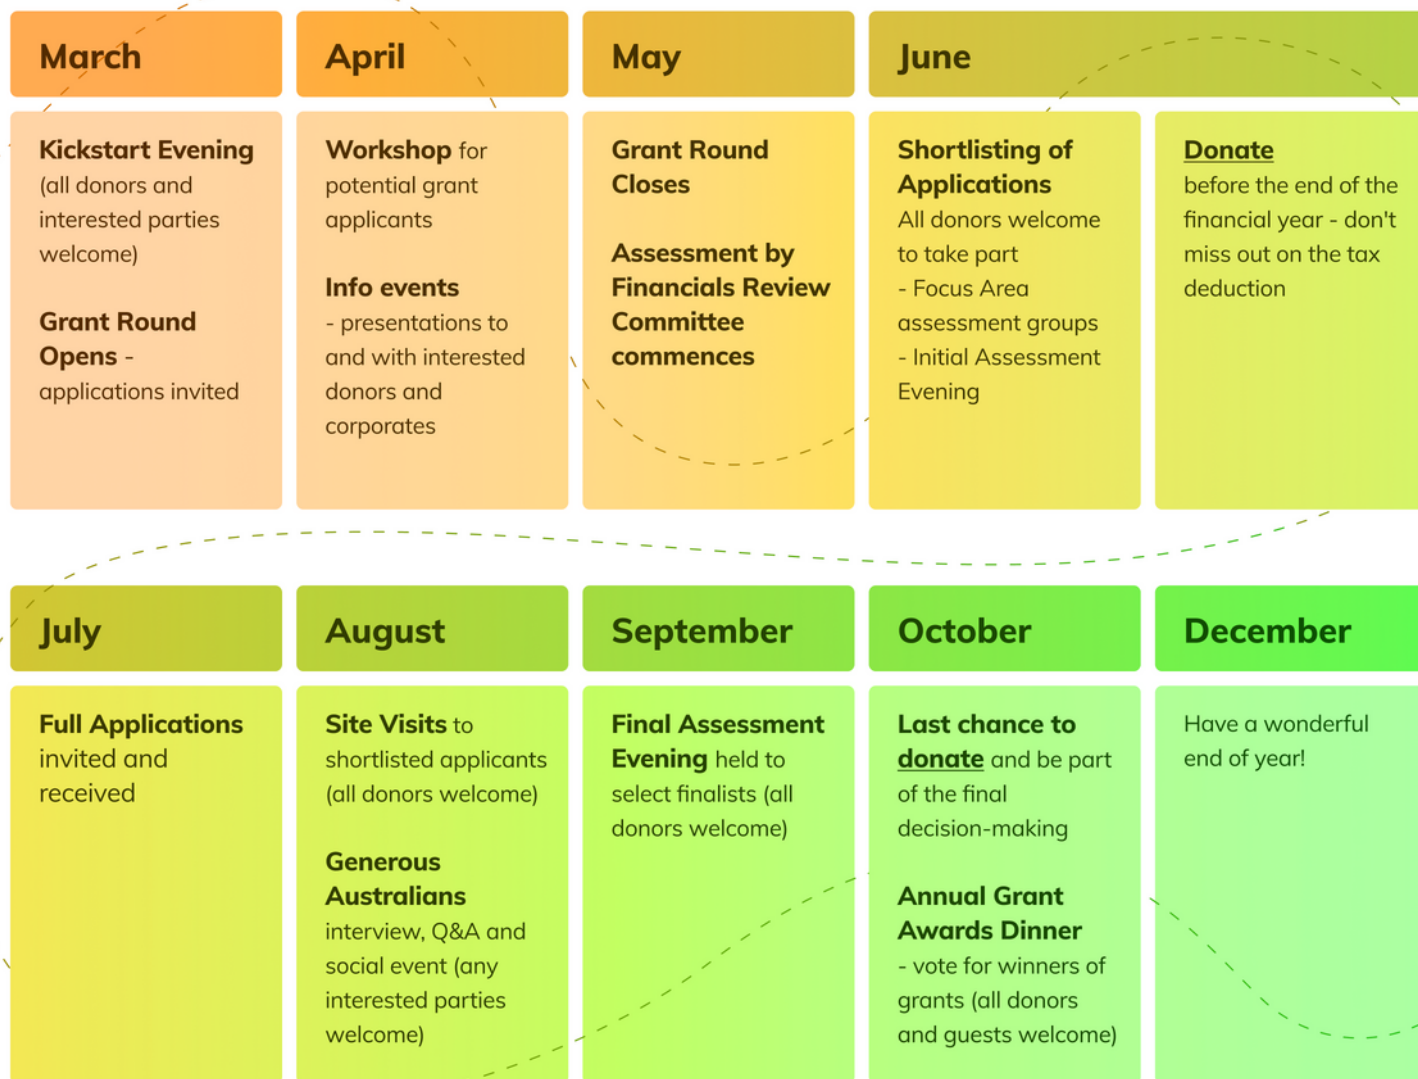 March
Kickstart Evening
(all donors and
interested parties
welcome)
Grant Round
Opens -
applications invited
April
Workshop for
potential grant
applicants
Info events
- presentations to
and with interested
donors and
corporates
May
Grant Round
Closes
Assessment by
Financials Review
Committee
commences
June
Shortlisting of
Applications
All donors welcome
to take part
- Focus Area
assessment groups
- Initial Assessment
Evening
Donate
before the end of the
financial year - don't
miss out on the tax
deduction
July
Full Applications
invited and
received
August
Site Visits to
shortlisted applicants
(all donors welcome)
Generous
Australians
interview, Q&A and
social event (any
interested parties
welcome)
September
Final Assessment
Evening held to
select finalists (all
donors welcome)
October
Last chance to
donate and be part
of the final
decision-making
Annual Grant
Awards Dinner
- vote for winners of
grants (all donors
and guests welcome)
December
Have a wonderful
end of year!